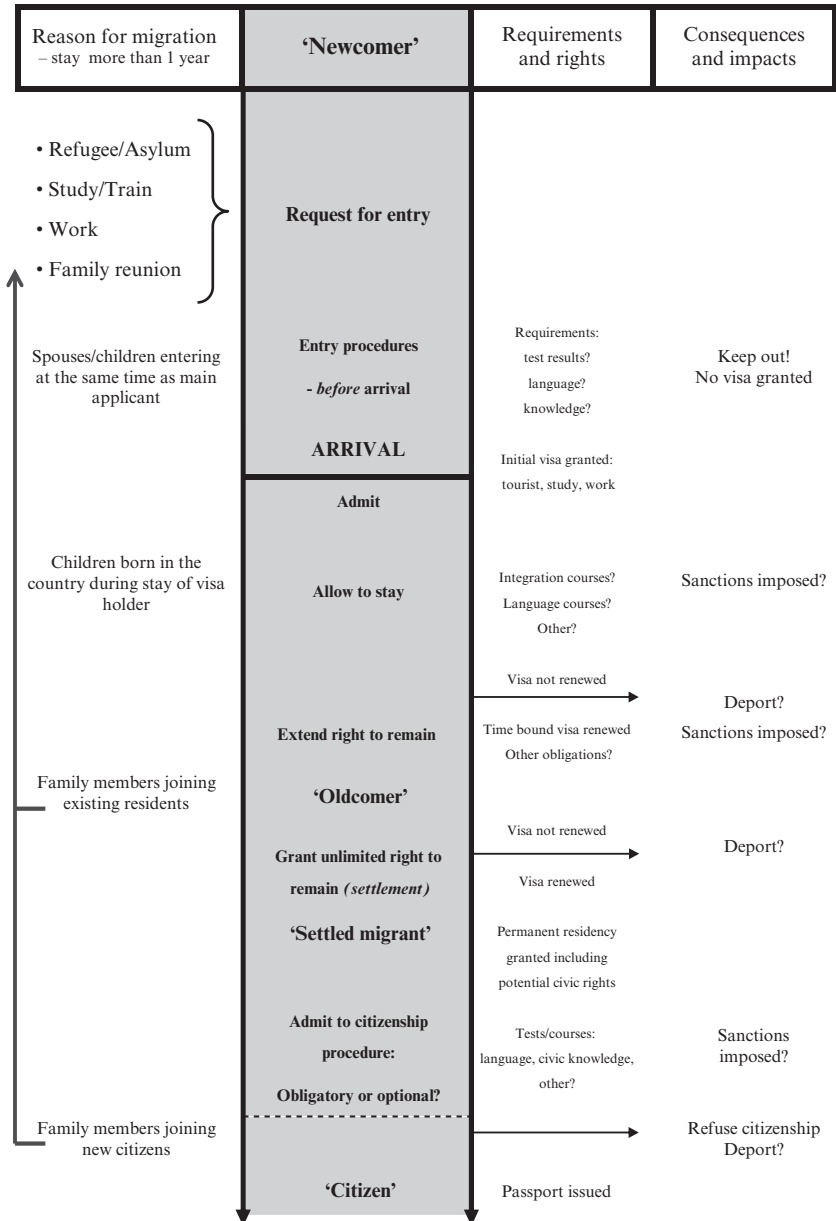 Reason for migration
– stay more than 1 year
‘Newcomer’
Requirements
and rights
Consequences
and impacts
• Refugee/Asylum
• Study/Train
• Work
• Family reunion
Request for entry
Spouses/children entering
at the same time as main
applicant
Entry procedures
- before arrival
Requirements:
test results?
language?
knowledge?
Keep out!
No visa granted
ARRIVAL
Initial visa granted:
tourist, study, work
Admit
Children born in the
country during stay of visa
holder
Allow to stay
Integration courses?
Language courses?
Other?
Sanctions imposed?
Visa not renewed
Deport?
Extend right to remain
Time bound visa renewed
Other obligations?
Sanctions imposed?
Family members joining
existing residents
‘Oldcomer’
Visa not renewed
Deport?
Grant unlimited right to
remain (settlement)
Visa renewed
‘Settled migrant’
Permanent residency
granted including
potential civic rights
Admit to citizenship
procedure:
Obligatory or optional?
Tests/courses:
language, civic knowledge,
other?
Sanctions
imposed?
Family members joining
new citizens
Refuse citizenship
Deport?
‘Citizen’
Passport issued